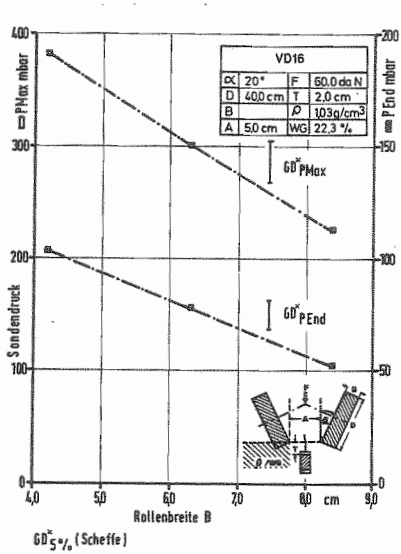 400
300
200
100
0
Sondendruck
□ PMax mbar
200
150
100
50
0
PEnd mbar
VD16
α 20° F 60.0 daN
D 40,0 cm T 2,0 cm
B ρ 1,03 g/cm³
A 5,0 cm WG 22,3 %
GD*PMax
GD*PEnd
A
B
D
T
4,0 5,0 6,0 7,0 8,0 cm 9,0
Rollenbreite B
GD*5% (Scheffe)